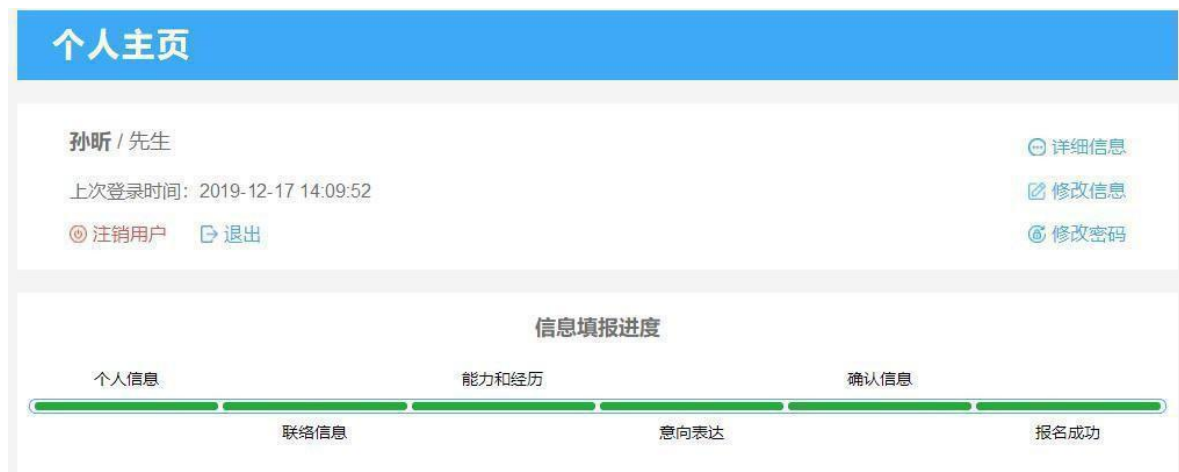 个人主页
孙昕 / 先生
详细信息
上次登录时间：2019-12-17 14:09:52
修改信息
注销用户 退出
修改密码
信息填报进度
个人信息 能力和经历 确认信息
联络信息 意向表达 报名成功